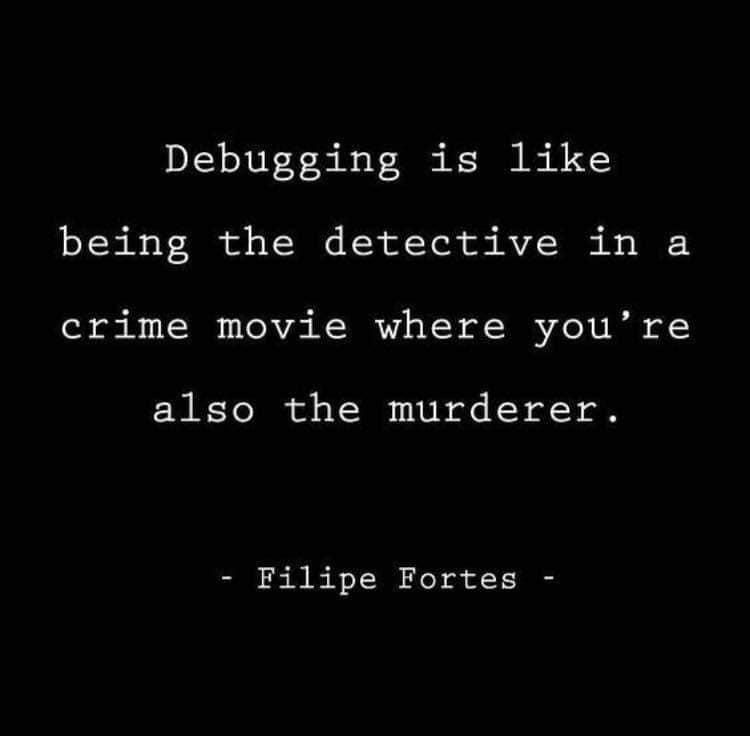 Debugging is like
being the detective in a
crime movie where you’re
also the murderer.
- Filipe Fortes -